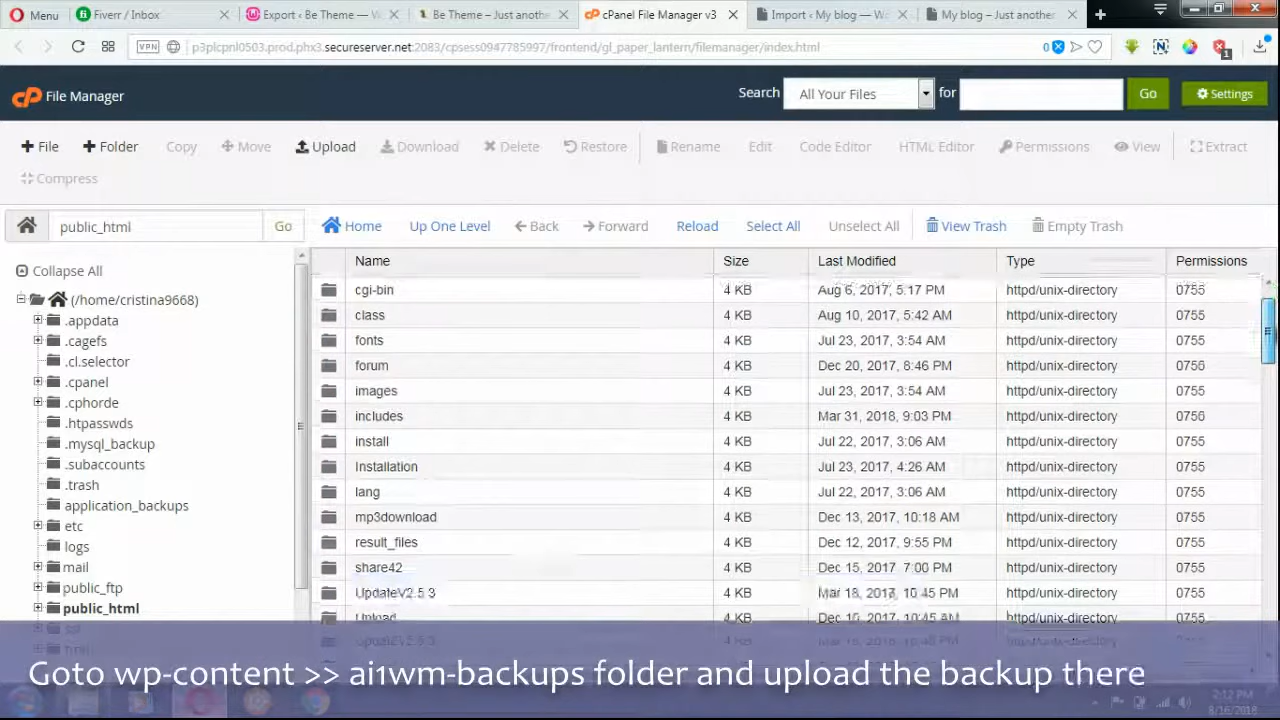 Menu Fiverr / Inbox Export ‹ Be Theme — W Be Theme – Just anothe cPanel File Manager v3 Import ‹ My blog — W My blog – Just another
VPN p3plcpnl0503.prod.phx3.secureserver.net:2083/cpsess0947785997/frontend/gl_paper_lantern/filemanager/index.html 0 1
cP File Manager Search All Your Files for Go Settings
File Folder Copy Move Upload Download Delete Restore Rename Edit Code Editor HTML Editor Permissions View Extract
Compress
public_html Go Home Up One Level Back Forward Reload Select All Unselect All View Trash Empty Trash
Collapse All
(/home/cristina9668)
.appdata
.cagefs
.cl.selector
.cpanel
.cphorde
.htpasswds
.mysql_backup
.subaccounts
.trash
application_backups
etc
logs
mail
public_ftp
public_html
ssl
Name Size Last Modified Type Permissions
cgi-bin 4 KB Aug 6, 2017, 5:17 PM httpd/unix-directory 0755
class 4 KB Aug 10, 2017, 5:42 AM httpd/unix-directory 0755
fonts 4 KB Jul 23, 2017, 3:54 AM httpd/unix-directory 0755
forum 4 KB Dec 20, 2017, 8:46 PM httpd/unix-directory 0755
images 4 KB Jul 23, 2017, 3:54 AM httpd/unix-directory 0755
includes 4 KB Mar 31, 2018, 9:03 PM httpd/unix-directory 0755
install 4 KB Jul 22, 2017, 3:06 AM httpd/unix-directory 0755
Installation 4 KB Jul 23, 2017, 4:26 AM httpd/unix-directory 0755
lang 4 KB Jul 22, 2017, 3:06 AM httpd/unix-directory 0755
mp3download 4 KB Dec 13, 2017, 10:18 AM httpd/unix-directory 0755
result_files 4 KB Dec 12, 2017, 9:55 PM httpd/unix-directory 0755
share42 4 KB Dec 15, 2017, 7:00 PM httpd/unix-directory 0755
UpdateV2.5.3 4 KB Mar 18, 2017, 10:45 PM httpd/unix-directory 0755
Upload 4 KB httpd/unix-directory 0755
Goto wp-content >> ai1wm-backups folder and upload the backup there
2:12 PM
8/16/2018